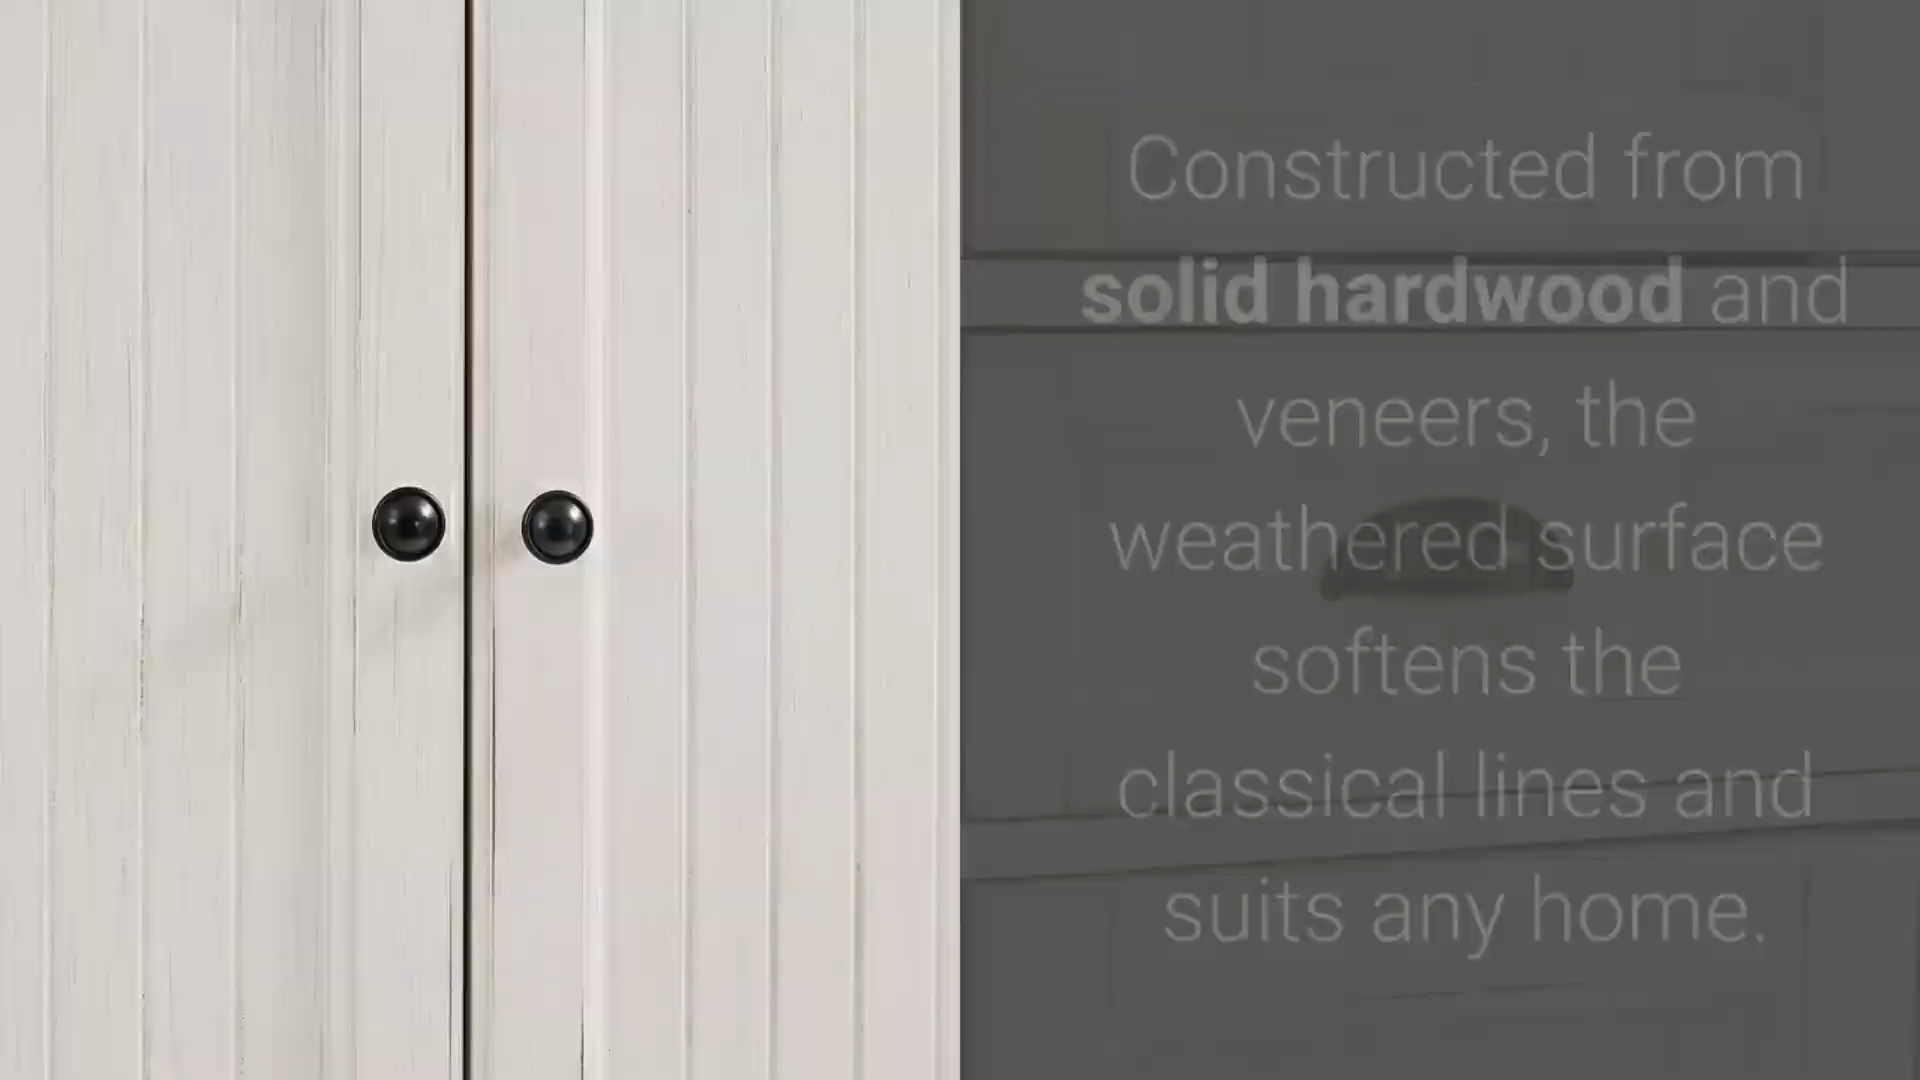 Constructed from
solid hardwood and
veneers, the
weathered surface
softens the
classical lines and
suits any home.